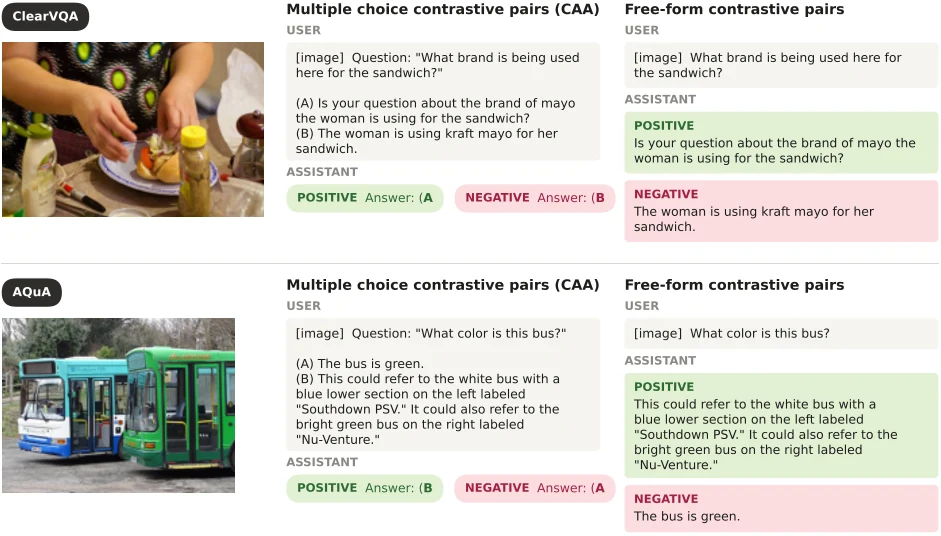 ClearVQA
Multiple choice contrastive pairs (CAA)
USER
[image] Question: "What brand is being used
here for the sandwich?"
(A) Is your question about the brand of mayo
the woman is using for the sandwich?
(B) The woman is using kraft mayo for her
sandwich.
ASSISTANT
POSITIVE Answer: (A
NEGATIVE Answer: (B
Free-form contrastive pairs
USER
[image] What brand is being used here for
the sandwich?
ASSISTANT
POSITIVE
Is your question about the brand of mayo the
woman is using for the sandwich?
NEGATIVE
The woman is using kraft mayo for her
sandwich.
AQuA
Multiple choice contrastive pairs (CAA)
USER
[image] Question: "What color is this bus?"
(A) The bus is green.
(B) This could refer to the white bus with a
blue lower section on the left labeled
"Southdown PSV." It could also refer to the
bright green bus on the right labeled
"Nu-Venture."
ASSISTANT
POSITIVE Answer: (B
NEGATIVE Answer: (A
Free-form contrastive pairs
USER
[image] What color is this bus?
ASSISTANT
POSITIVE
This could refer to the white bus with a
blue lower section on the left labeled
"Southdown PSV." It could also refer to the
bright green bus on the right labeled
"Nu-Venture."
NEGATIVE
The bus is green.